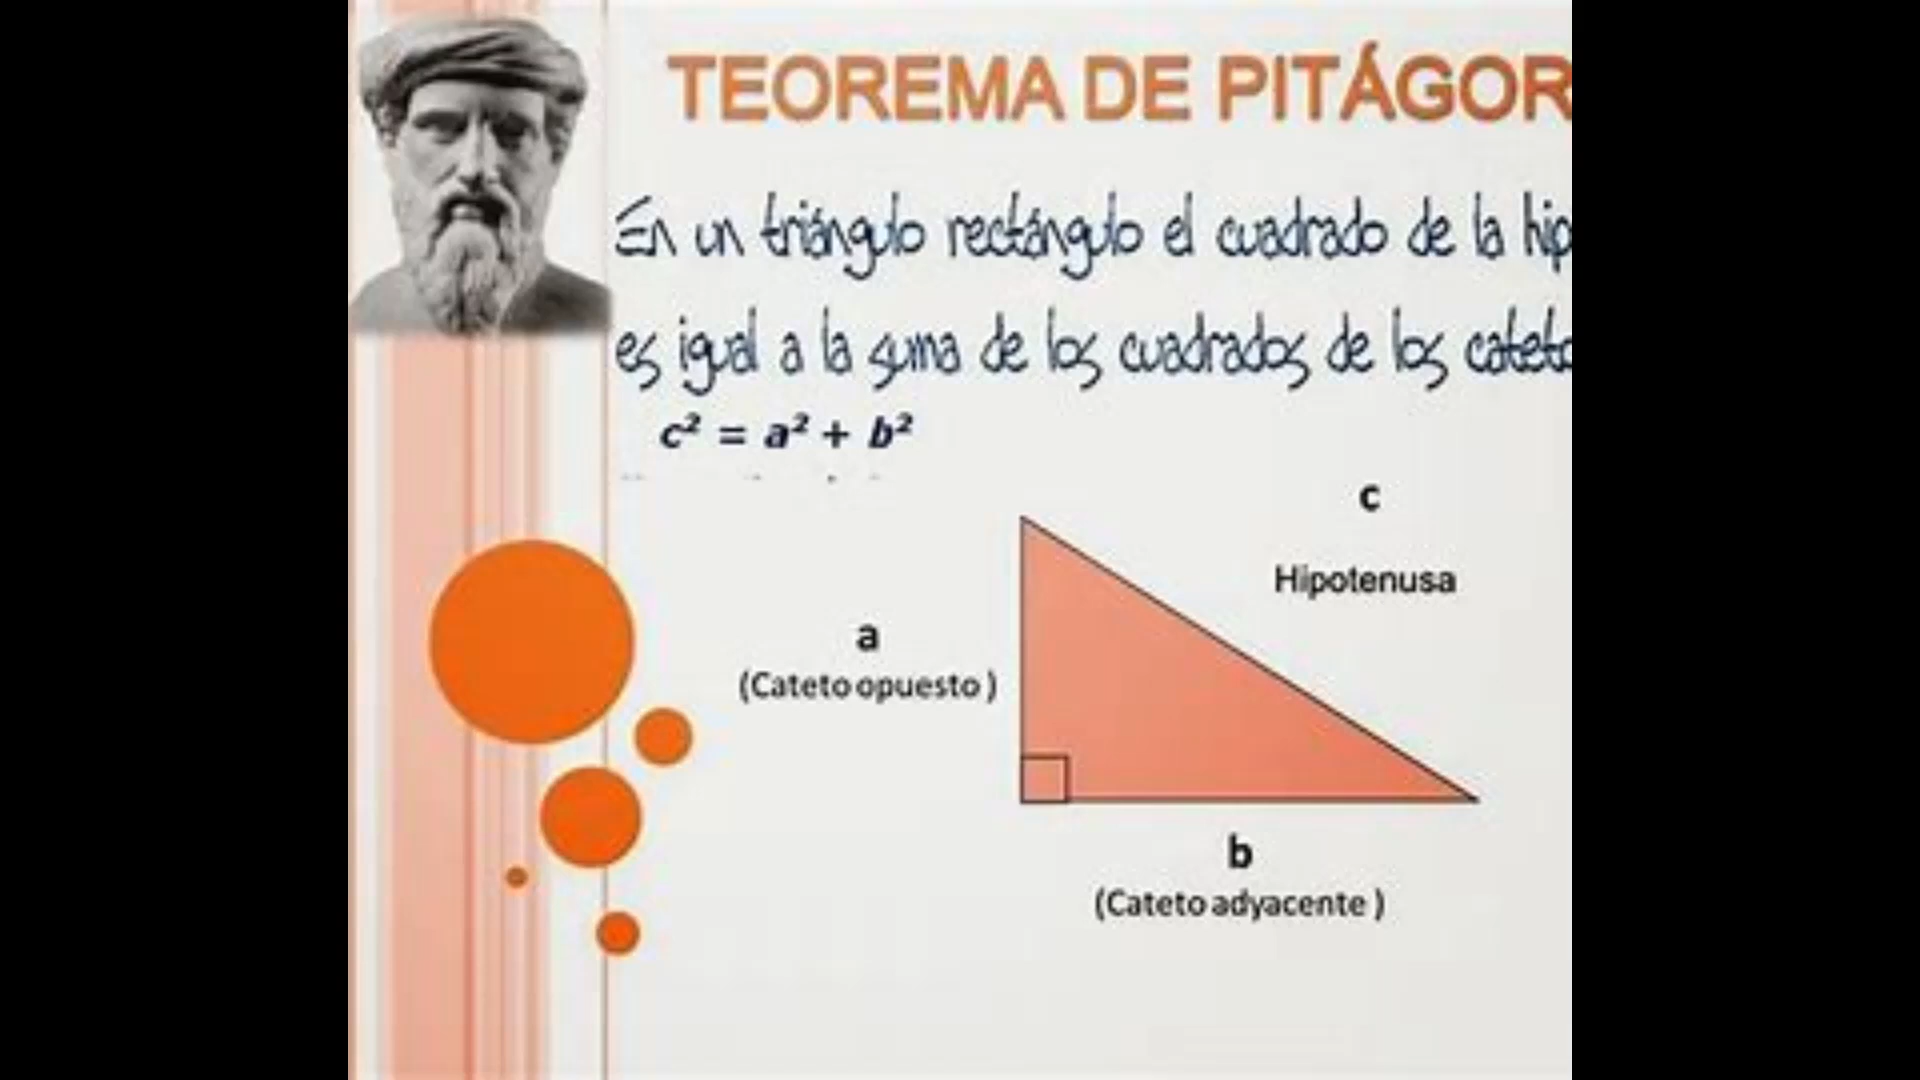 TEOREMA DE PITÁGOR
En un triángulo rectángulo el cuadrado de la hip
es igual a la suma de los cuadrados de los cateto
c² = a² + b²
c
Hipotenusa
a
(Cateto opuesto )
b
(Cateto adyacente )